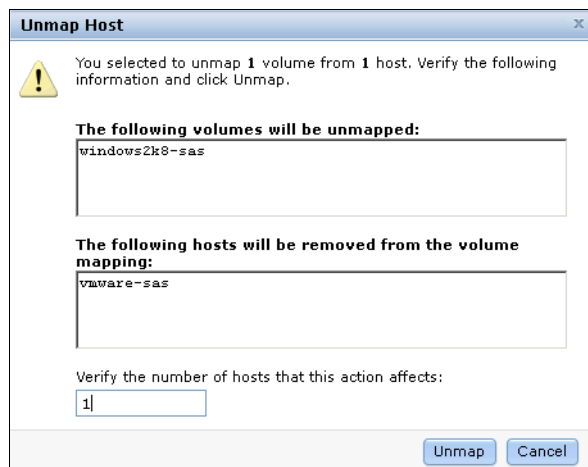 Unmap Host
x
You selected to unmap 1 volume from 1 host. Verify the following
information and click Unmap.
The following volumes will be unmapped:
windows2k8-sas
The following hosts will be removed from the volume
mapping:
vmware-sas
Verify the number of hosts that this action affects:
1
Unmap Cancel